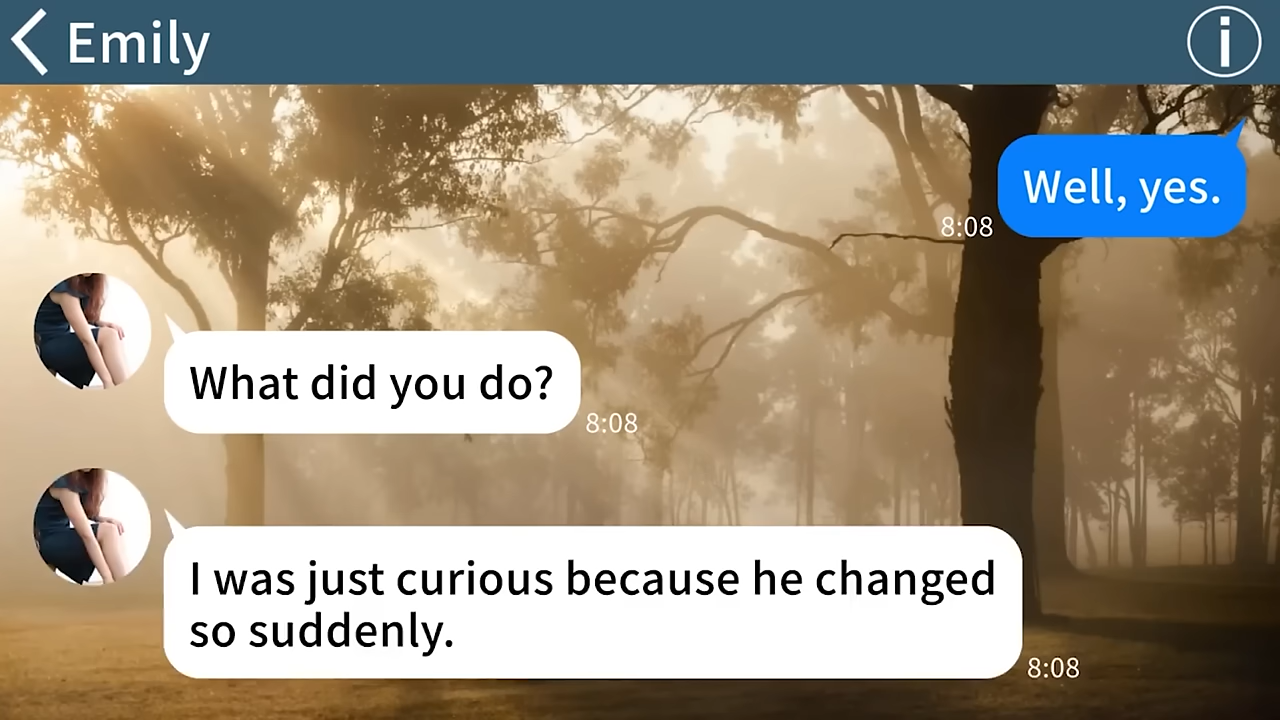 Emily
Well, yes.
8:08
What did you do?
8:08
I was just curious because he changed
so suddenly.
8:08